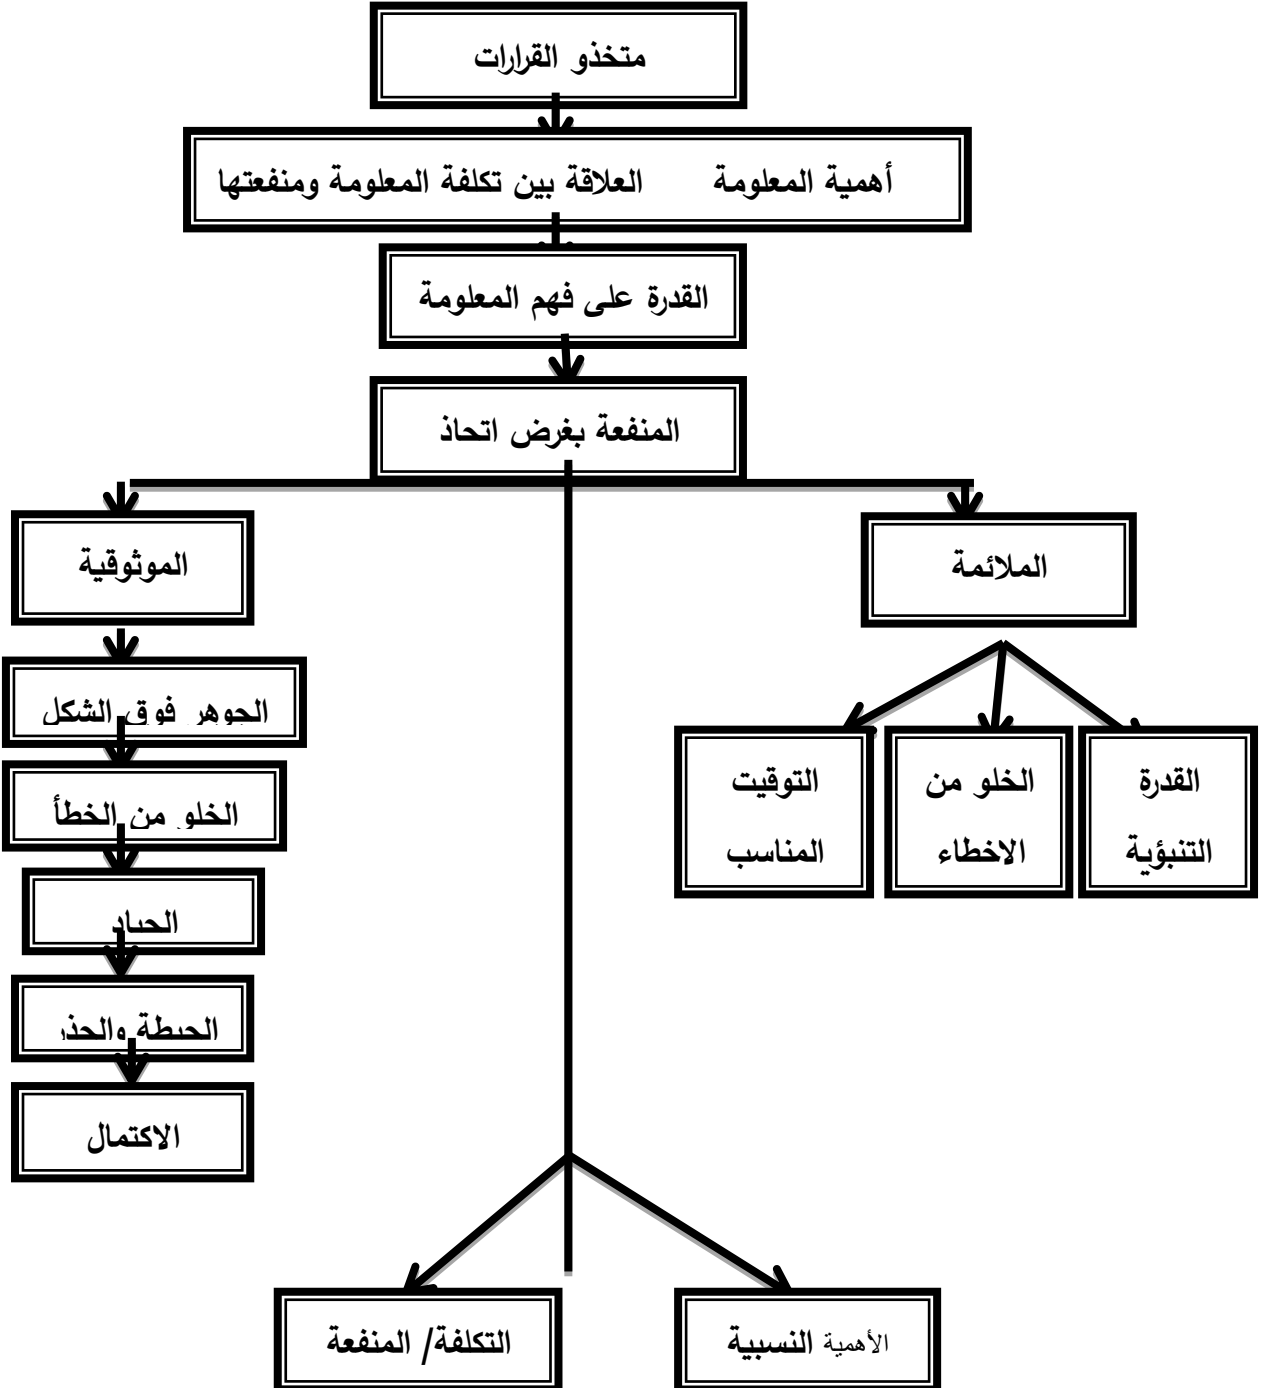 متخذو القرارات
أهمية المعلومة العلاقة بين تكلفة المعلومة ومنفعتها
القدرة على فهم المعلومة
المنفعة بغرض اتحاذ
الملائمة
الموثوقية
القدرة
التنبؤية
الخلو من
الاخطاء
التوقيت
المناسب
الجوهر فوق الشكل
الخلو من الخطأ
الحياد
الحيطة والحذر
الاكتمال
الأهمية النسبية
التكلفة/ المنفعة